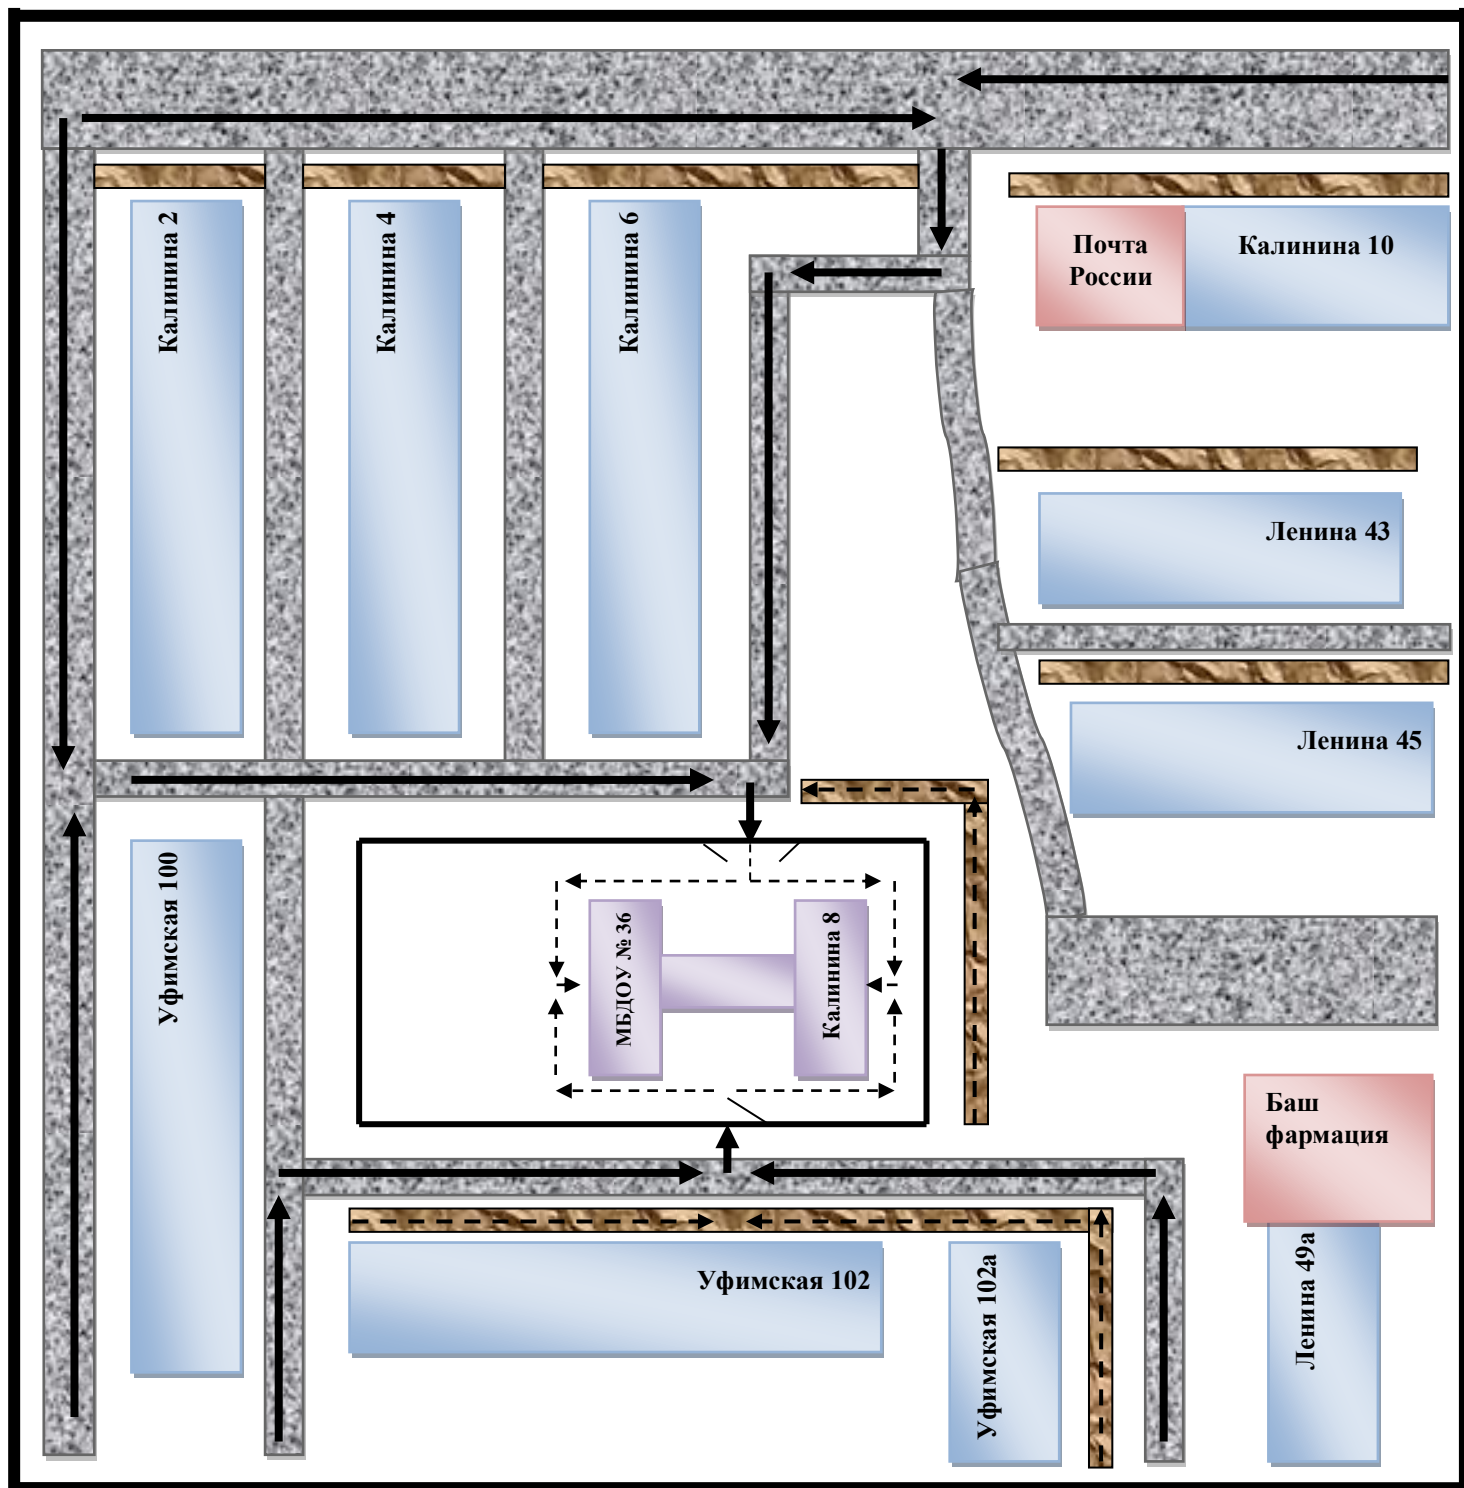 Калинина 2
Калинина 4
Калинина 6
Почта
России
Калинина 10
Ленина 43
Ленина 45
Уфимская 100
МБДОУ № 36
Калинина 8
Баш
фармация
Уфимская 102
Уфимская 102а
Ленина 49а